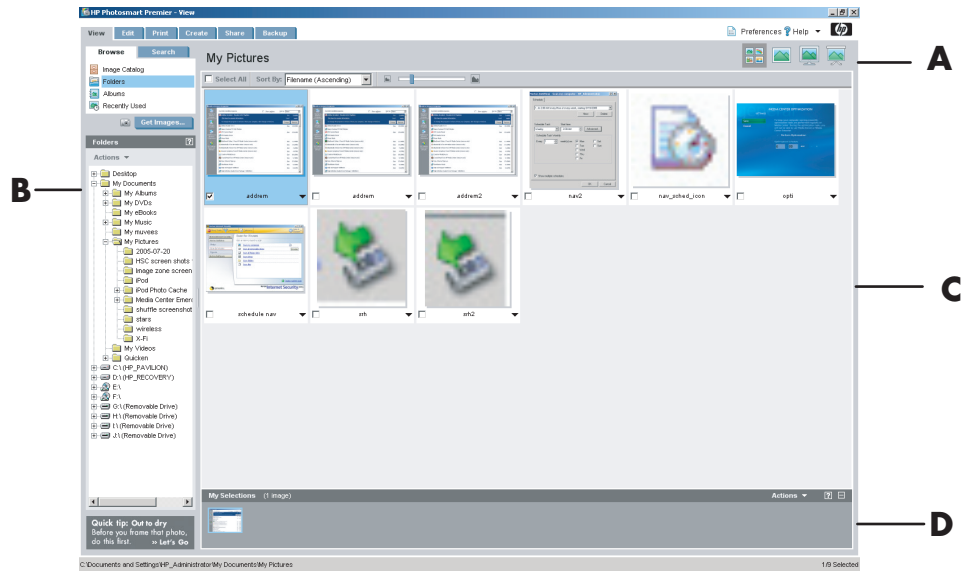 HP Photosmart Premier - View
View Edit Print Create Share Backup
Preferences ? Help
hp
Browse Search
My Pictures
A
Image Catalog
Folders
Albums
Recently Used
Get Images...
Select All Sort By: Filename (Ascending)
Folders ?
Actions
B
Desktop
My Documents
My Albums
My DVDs
My eBooks
My Music
My muvees
My Pictures
2005-07-20
HSC screen shots
Image zone screen
iPod
iPod Photo Cache
Media Center Emer
shuffle screenshot
stars
wireless
X-Fi
My Videos
Quicken
C:\ (HP_PAVILION)
D:\ (HP_RECOVERY)
E:\
F:\
G:\ (Removable Drive)
H:\ (Removable Drive)
I:\ (Removable Drive)
J:\ (Removable Drive)
addrem addrem addrem2 nav2 nav_sched_icon opti
Internet Security
schedule nav srh srh2
C
My Selections (1 image) Actions ?
D
Quick tip: Out to dry
Before you frame that photo,
do this first. » Let's Go
C:\Documents and Settings\HP_Administrator\My Documents\My Pictures 1/9 Selected